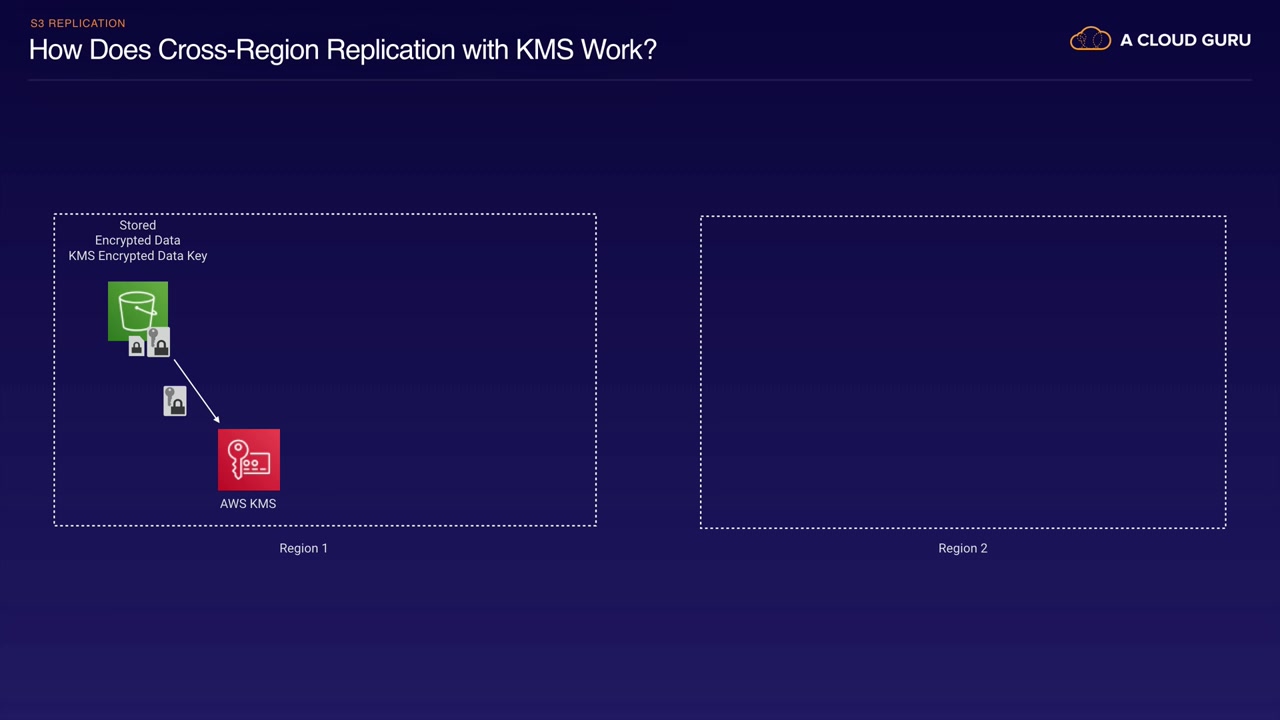 S3 REPLICATION
How Does Cross-Region Replication with KMS Work?
A CLOUD GURU
Stored
Encrypted Data
KMS Encrypted Data Key
AWS KMS
Region 1
Region 2